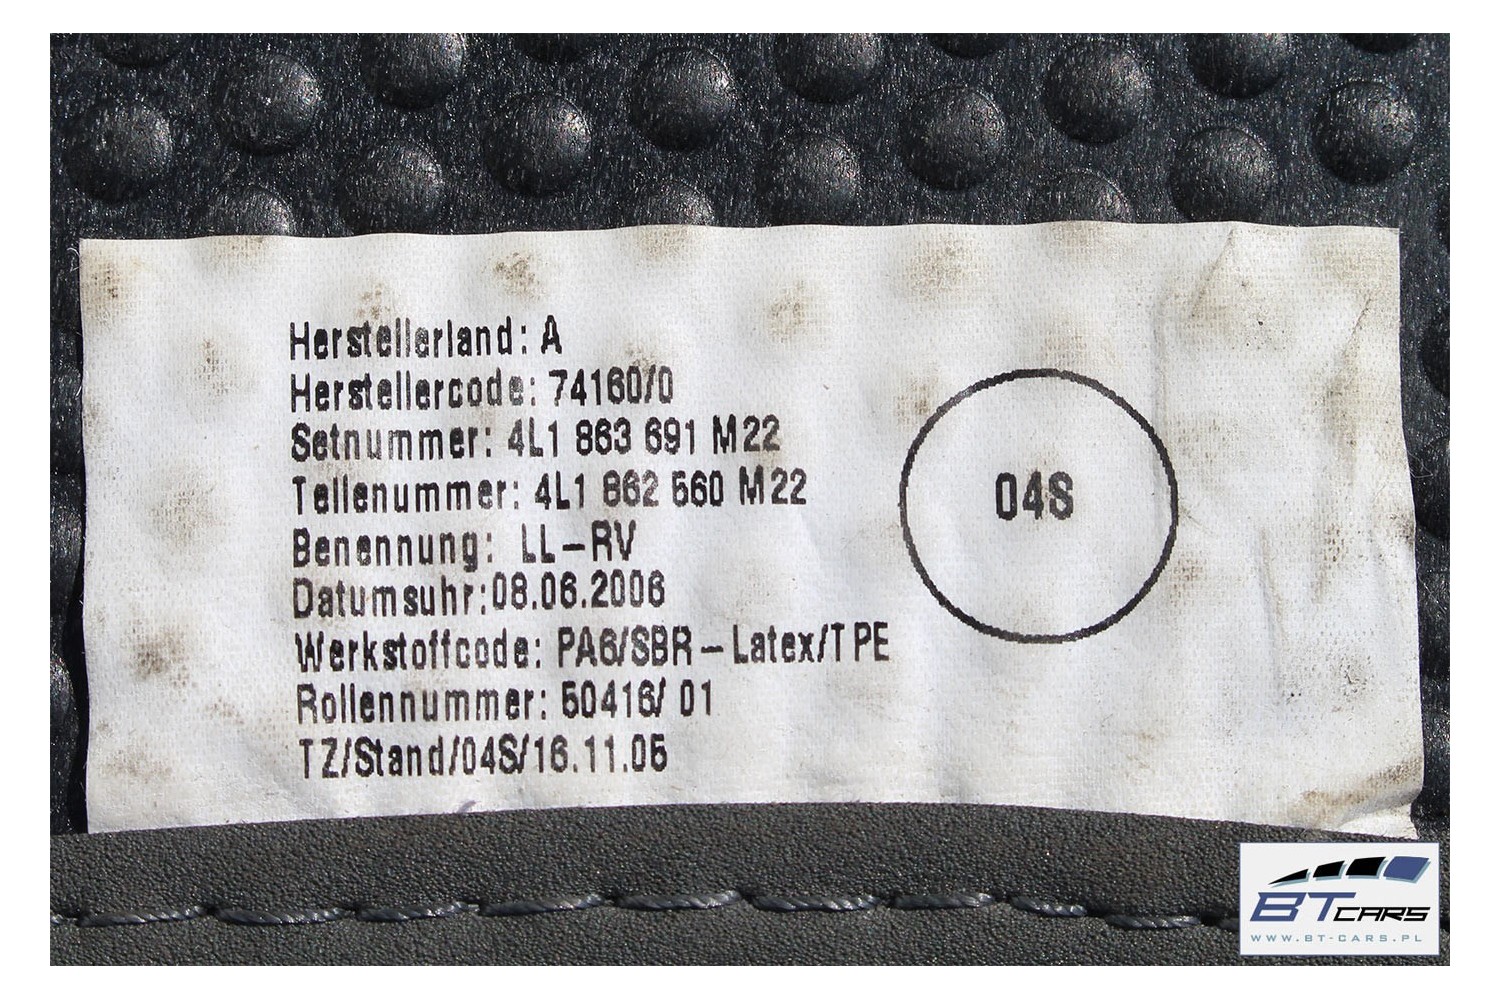 Herstellerland: A
Herstellercode: 74160/0
Setnummer: 4L1 863 691 M22
Teilenummer: 4L1 862 560 M22
Benennung: LL-RV
Datumsuhr:08.06.2006
Werkstoffcode: PA6/SBR-Latex/TPE
Rollennummer: 50416/ 01
TZ/Stand/04S/16.11.05
04S
BT CARS
WWW.BT-CARS.PL